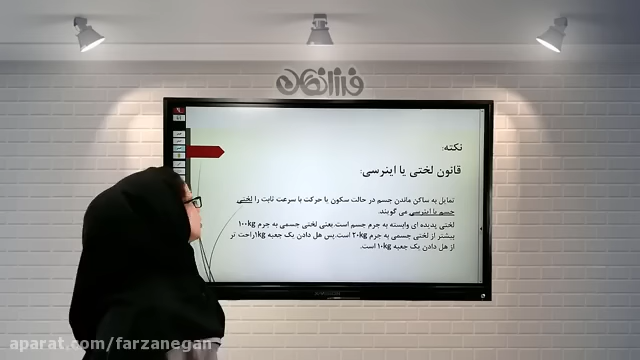 فرزانگان
نکته:
قانون لختی یا اینرسی:
تمایل به ساکن ماندن جسم در حالت سکون یا حرکت با سرعت ثابت را لختی
جسم یا اینرسی می گویند.
لختی پدیده ای وابسته به جرم جسم است.یعنی لختی جسمی به جرم ۱۰۰kg
بیشتر از لختی جسمی به جرم ۲۰kg است.پس هل دادن یک جعبه ۱kgراحت تر
از هل دادن یک جعبه ۱۰kg است.
aparat.com/farzanegan